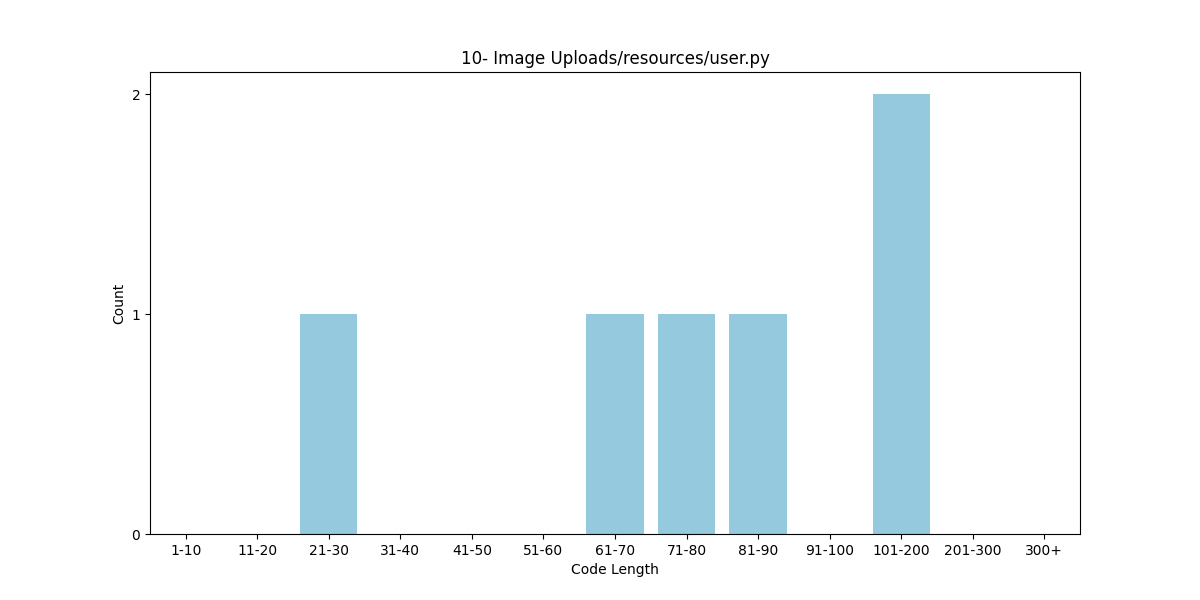 10- Image Uploads/resources/user.py
Count
2
1
0
1-10 11-20 21-30 31-40 41-50 51-60 61-70 71-80 81-90 91-100 101-200 201-300 300+
Code Length